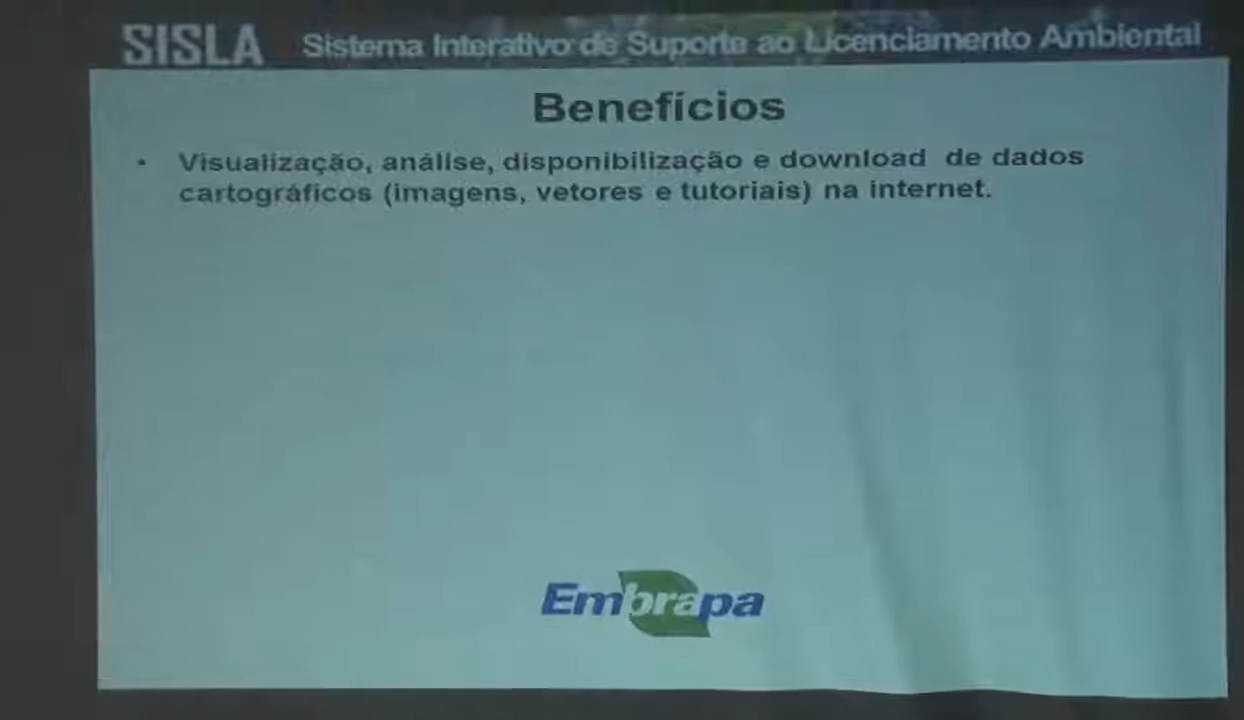 SISLA Sistema Interativo de Suporte ao Licenciamento Ambiental
Benefícios
• Visualização, análise, disponibilização e download de dados
cartográficos (imagens, vetores e tutoriais) na internet.
Embrapa